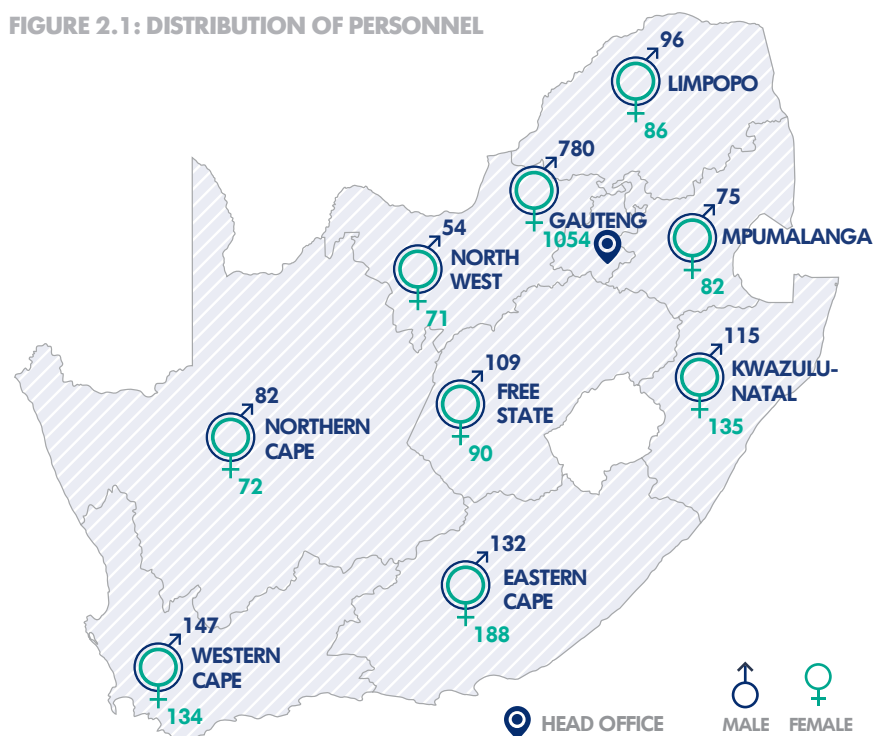 FIGURE 2.1: DISTRIBUTION OF PERSONNEL
96
LIMPOPO
86
780
GAUTENG
1054
75
MPUMALANGA
82
54
NORTH
WEST
71
115
KWAZULU-
NATAL
135
109
FREE
STATE
90
82
NORTHERN
CAPE
72
132
EASTERN
CAPE
188
147
WESTERN
CAPE
134
HEAD OFFICE
MALE
FEMALE